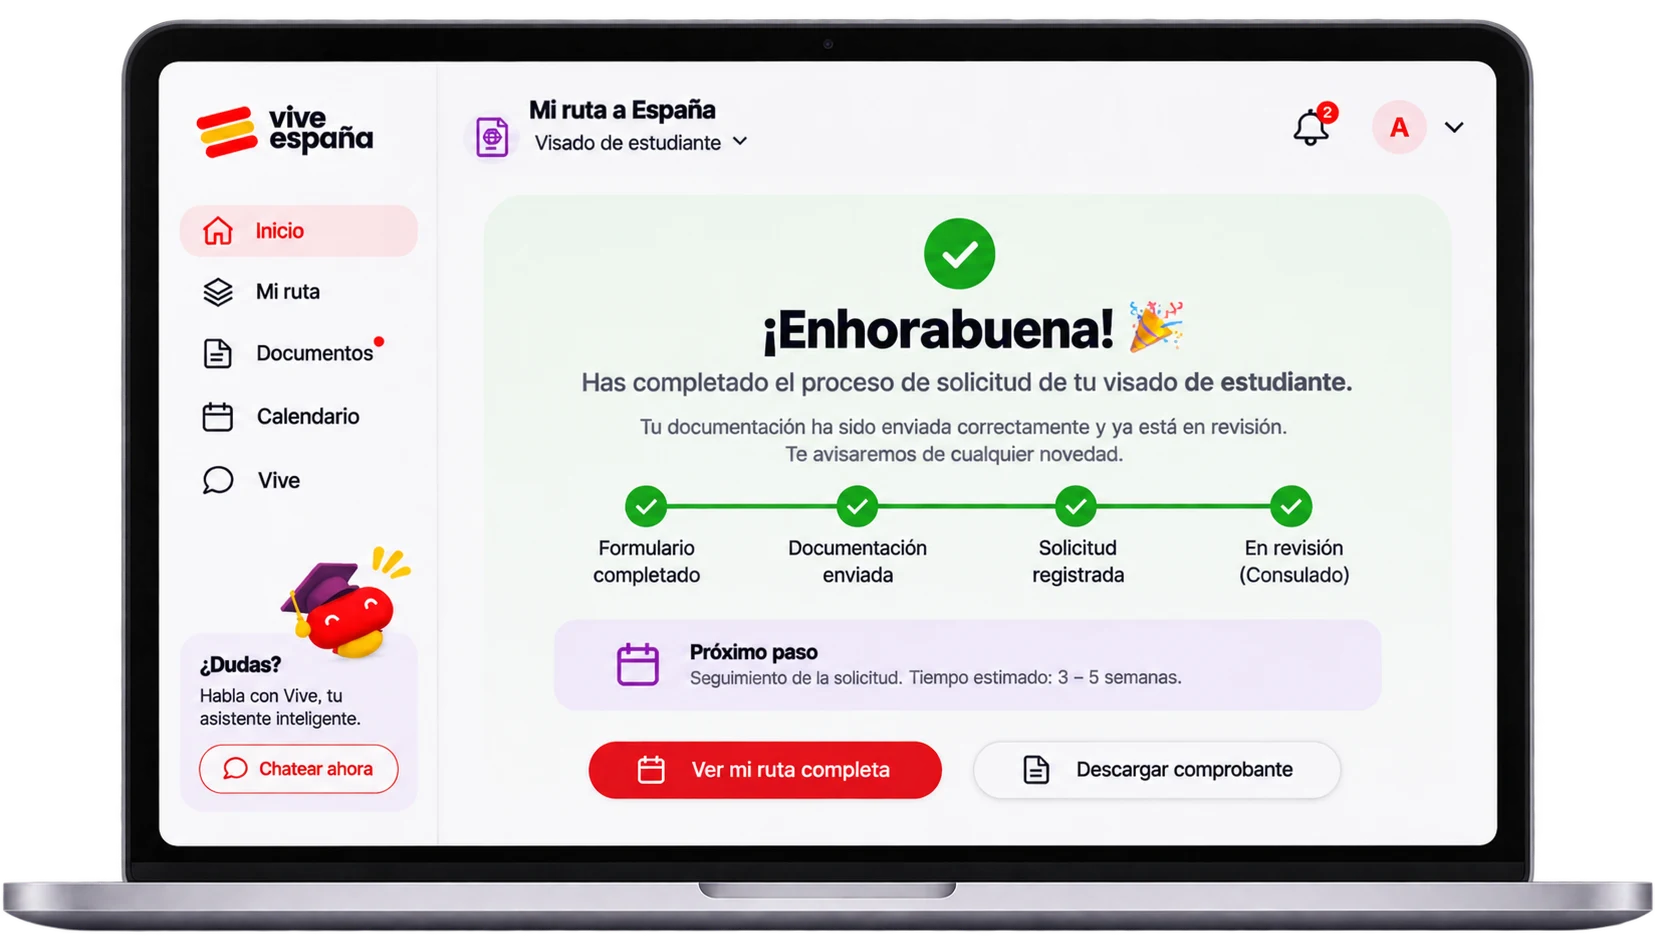 vive
españa
Mi ruta a España
Visado de estudiante
2
A
Inicio
Mi ruta
Documentos
Calendario
Vive
¿Dudas?
Habla con Vive, tu
asistente inteligente.
Chatear ahora
¡Enhorabuena!
Has completado el proceso de solicitud de tu visado de estudiante.
Tu documentación ha sido enviada correctamente y ya está en revisión.
Te avisaremos de cualquier novedad.
Formulario
completado
Documentación
enviada
Solicitud
registrada
En revisión
(Consulado)
Próximo paso
Seguimiento de la solicitud. Tiempo estimado: 3 – 5 semanas.
Ver mi ruta completa
Descargar comprobante